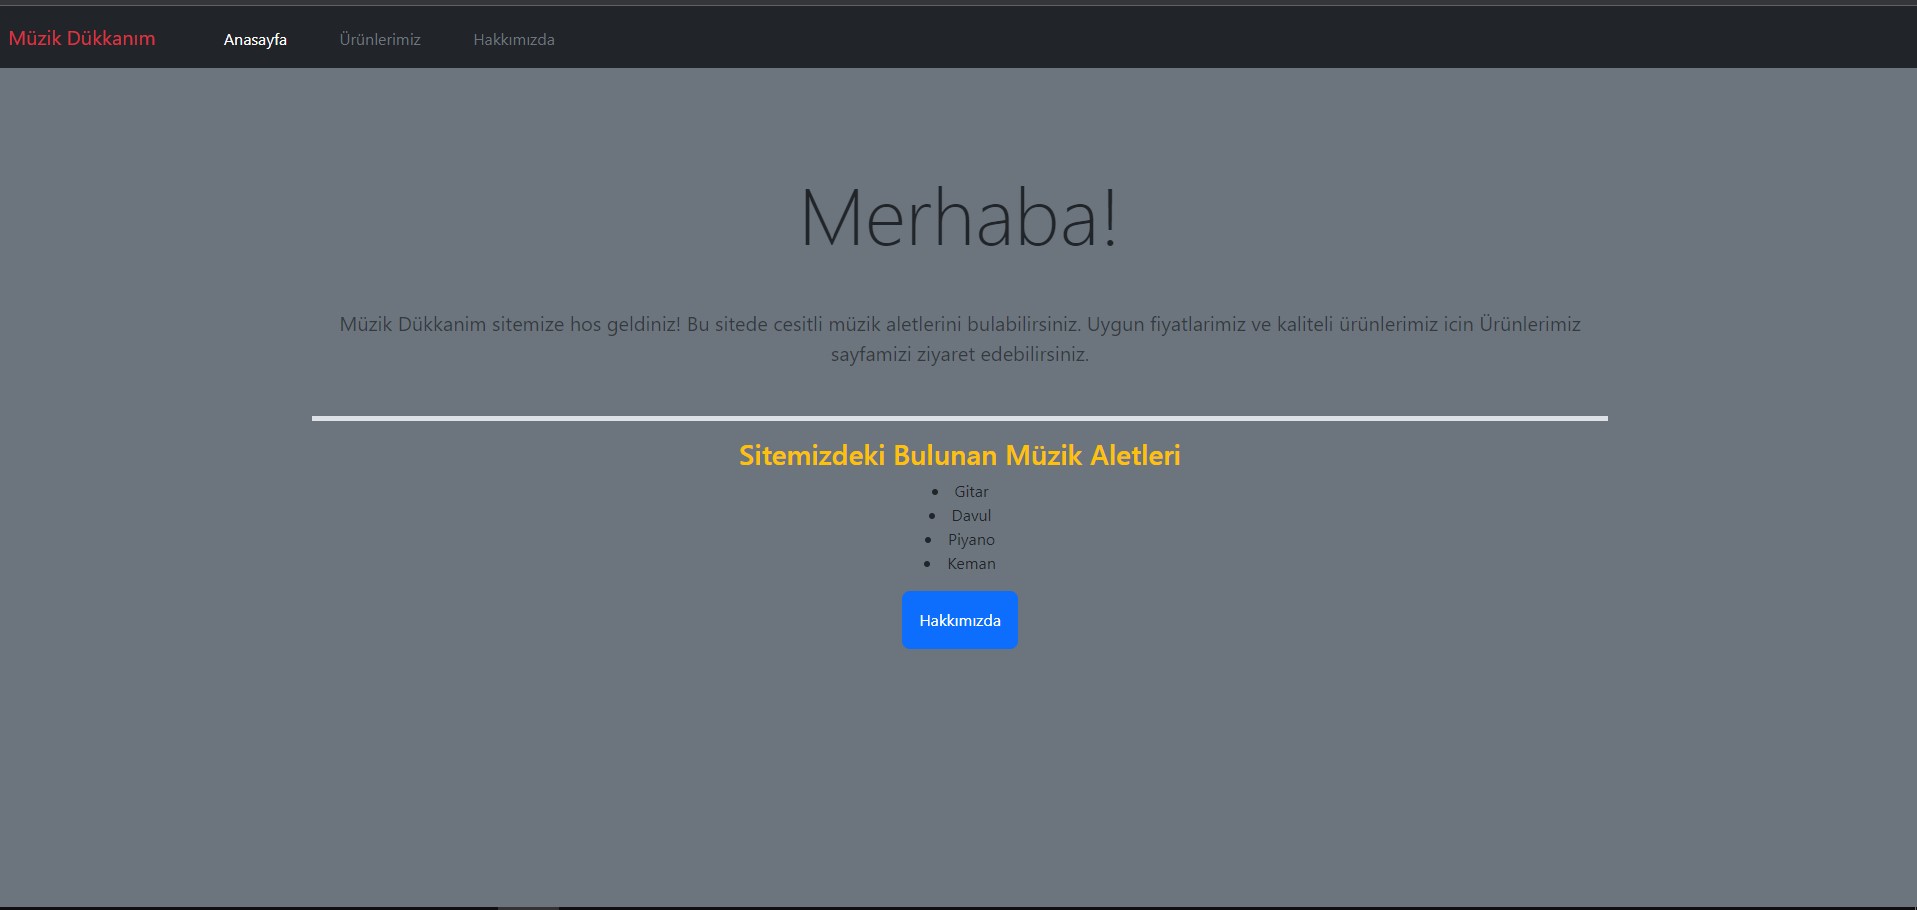 Müzik Dükkanım
Anasayfa
Ürünlerimiz
Hakkımızda
Merhaba!
Müzik Dükkanim sitemize hos geldiniz! Bu sitede cesitli müzik aletlerini bulabilirsiniz. Uygun fiyatlarimiz ve kaliteli ürünlerimiz icin Ürünlerimiz
sayfamizi ziyaret edebilirsiniz.
Sitemizdeki Bulunan Müzik Aletleri
Gitar
Davul
Piyano
Keman
Hakkımızda